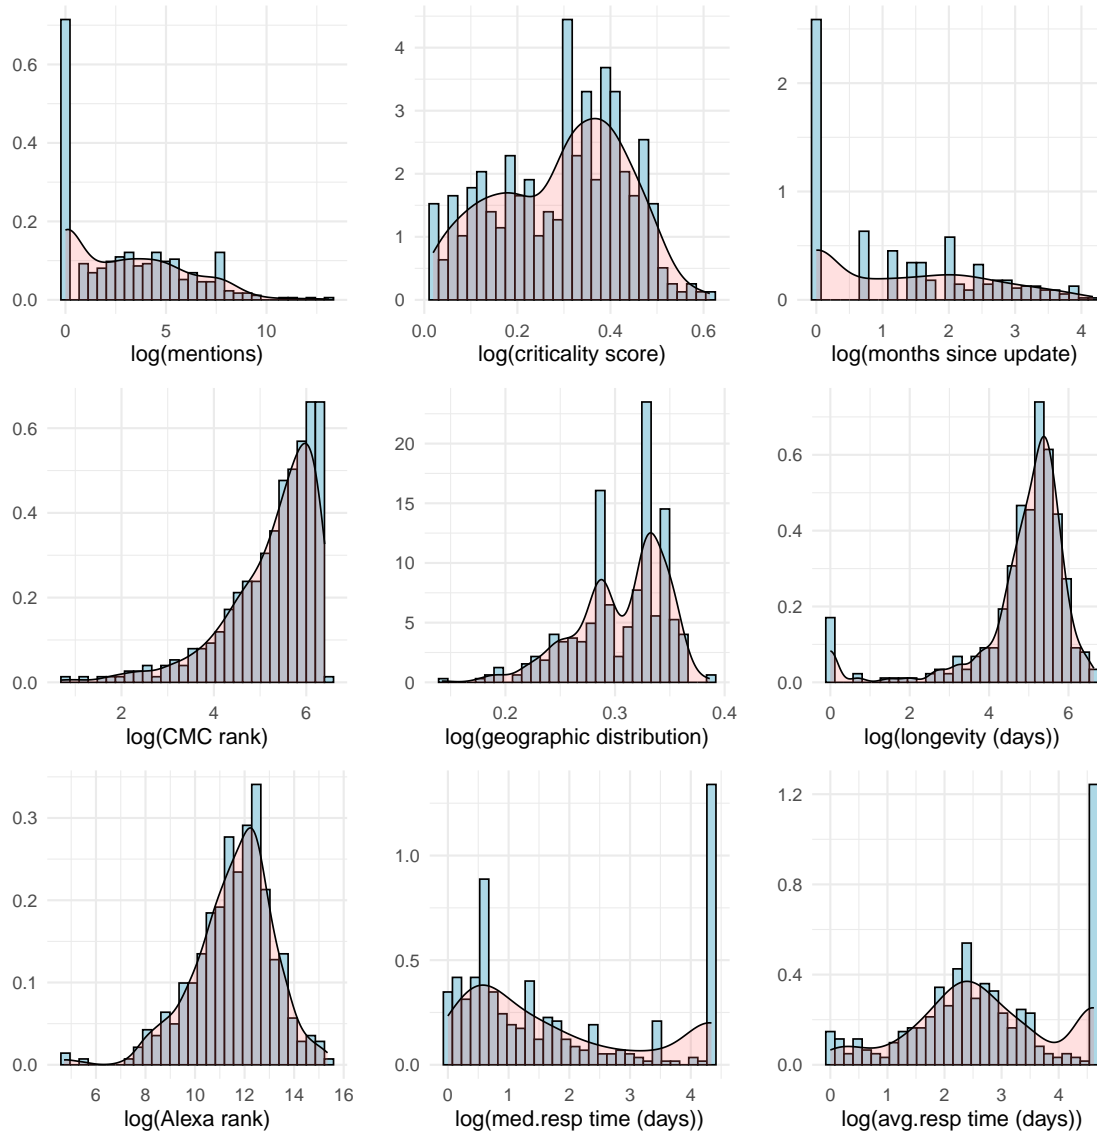 0.6
0.4
0.2
0.0
0 5 10
log(mentions)
4
3
2
1
0
0.0 0.2 0.4 0.6
log(criticality score)
2
1
0
0 1 2 3 4
log(months since update)
0.6
0.4
0.2
0.0
2 4 6
log(CMC rank)
20
15
10
5
0
0.2 0.3 0.4
log(geographic distribution)
0.6
0.4
0.2
0.0
0 2 4 6
log(longevity (days))
0.3
0.2
0.1
0.0
6 8 10 12 14 16
log(Alexa rank)
1.0
0.5
0.0
0 1 2 3 4
log(med.resp time (days))
1.2
0.8
0.4
0.0
0 1 2 3 4
log(avg.resp time (days))